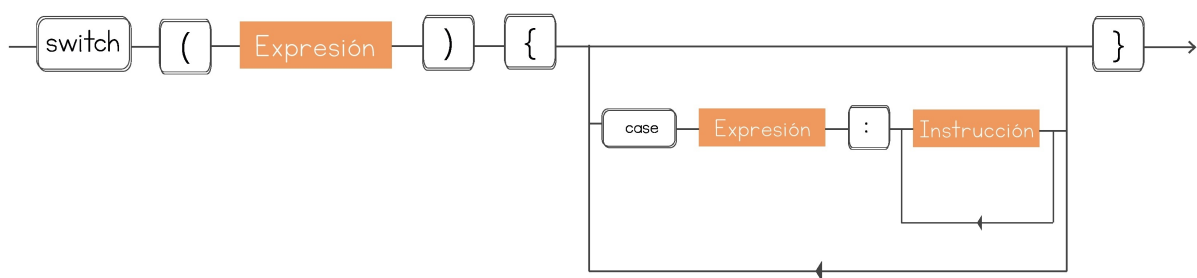 switch ( Expresión ) { }
case Expresión : Instrucción